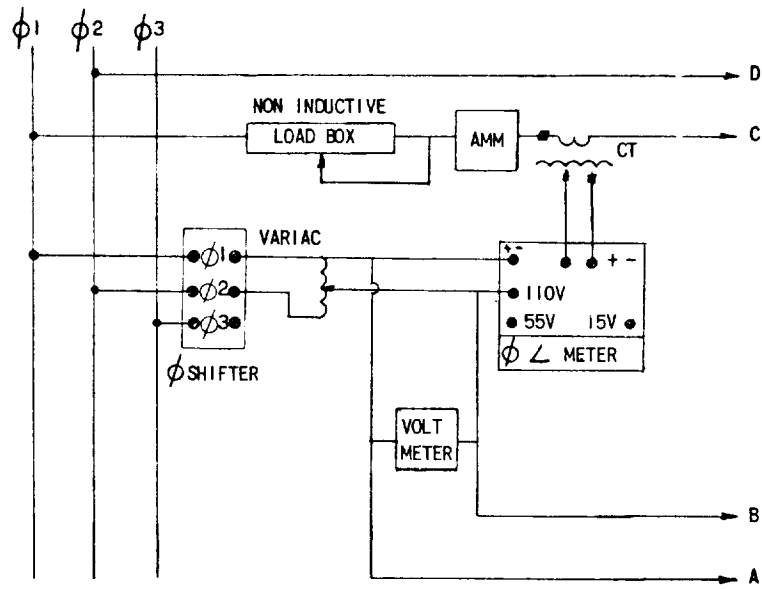 ϕ1 ϕ2 ϕ3
D
NON INDUCTIVE
LOAD BOX
AMM
C
CT
VARIAC
ϕ1
ϕ2
ϕ3
ϕ SHIFTER
+-
+ -
110V
55V 15V
ϕ ∠ METER
VOLT
METER
B
A